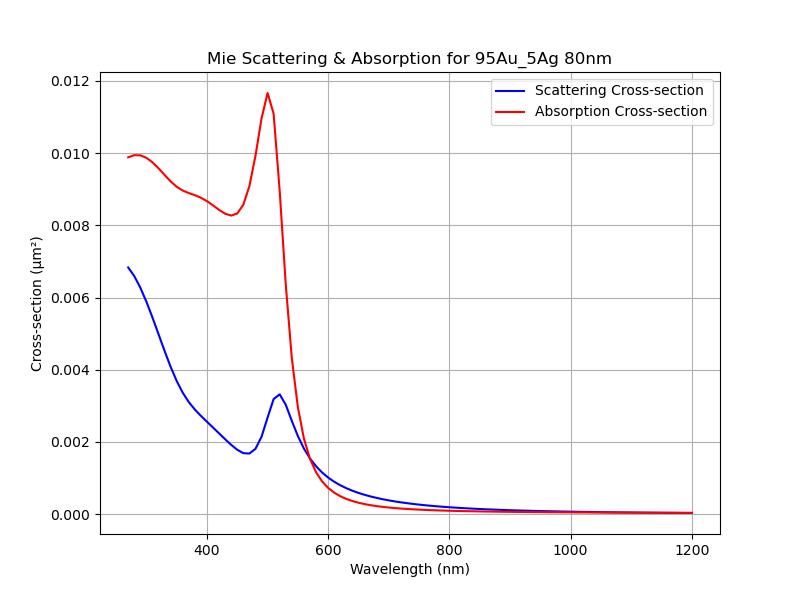 Mie Scattering & Absorption for 95Au_5Ag 80nm
Scattering Cross-section
Absorption Cross-section
Cross-section (μm²)
0.012
0.010
0.008
0.006
0.004
0.002
0.000
400 600 800 1000 1200
Wavelength (nm)